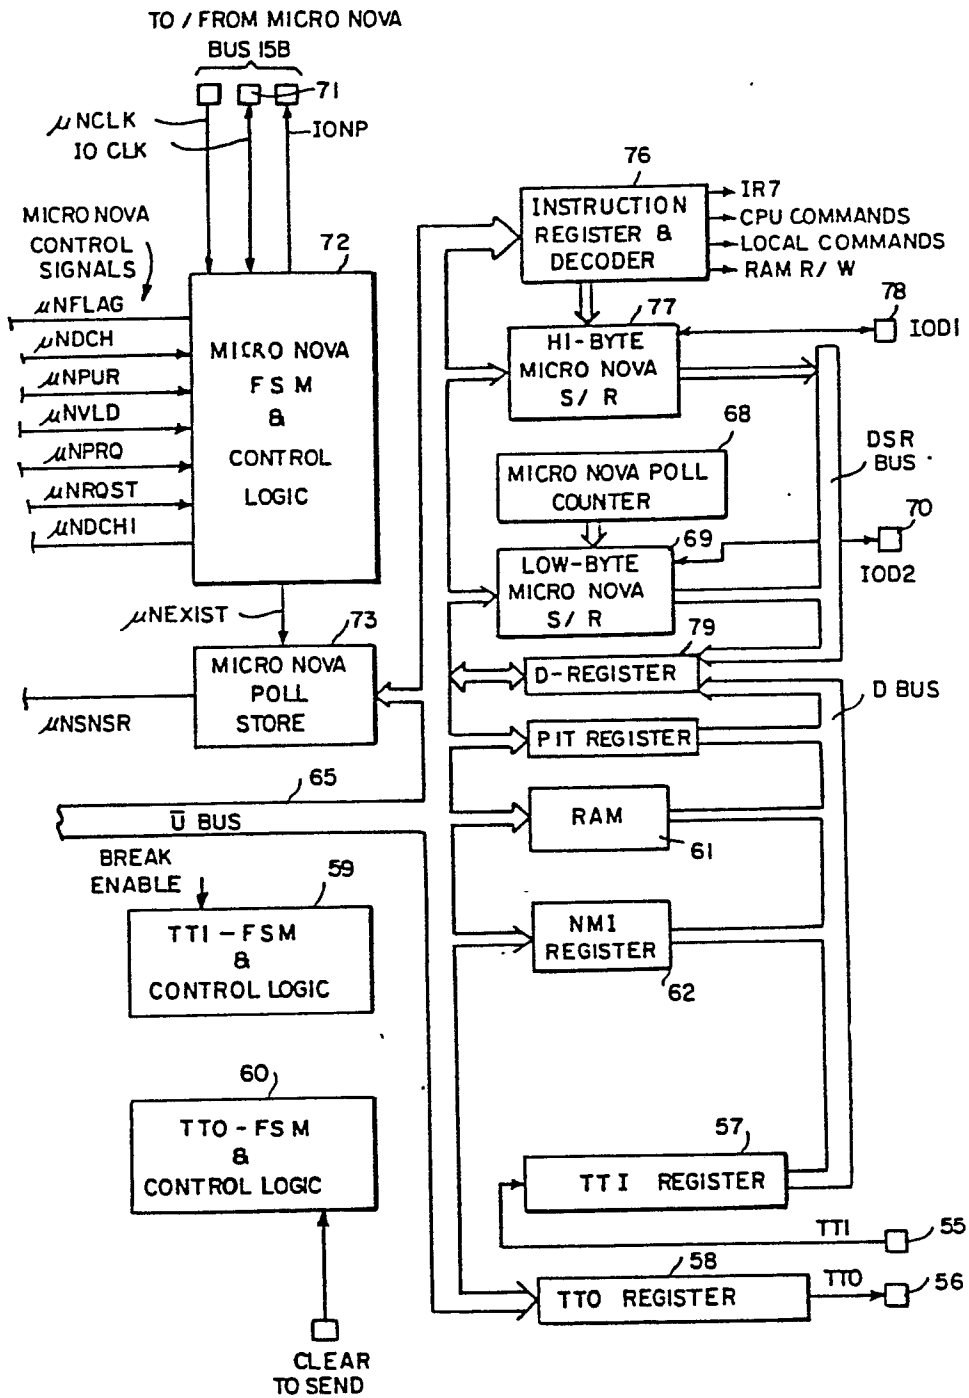 TO / FROM MICRO NOVA
BUS 15B
71
μNCLK
IO CLK
IONP
MICRO NOVA
CONTROL
SIGNALS
72
μNFLAG
μNDCH
μNPUR
μNVLD
μNPRQ
μNRQST
μNDCHI
MICRO NOVA
FSM
&
CONTROL
LOGIC
μNEXIST
73
MICRO NOVA
POLL
STORE
μNSNSR
65
U̅ BUS
BREAK
ENABLE
59
TTI - FSM
&
CONTROL LOGIC
60
TTO - FSM
&
CONTROL LOGIC
CLEAR
TO SEND
76
INSTRUCTION
REGISTER &
DECODER
IR7
CPU COMMANDS
LOCAL COMMANDS
RAM R/ W
77
78
IOD1
HI-BYTE
MICRO NOVA
S/ R
68
MICRO NOVA POLL
COUNTER
DSR
BUS
70
IOD2
69
LOW-BYTE
MICRO NOVA
S/ R
79
D-REGISTER
D BUS
PIT REGISTER
RAM
61
NMI
REGISTER
62
57
TTI REGISTER
TTI
55
58
TTO REGISTER
TTO
56